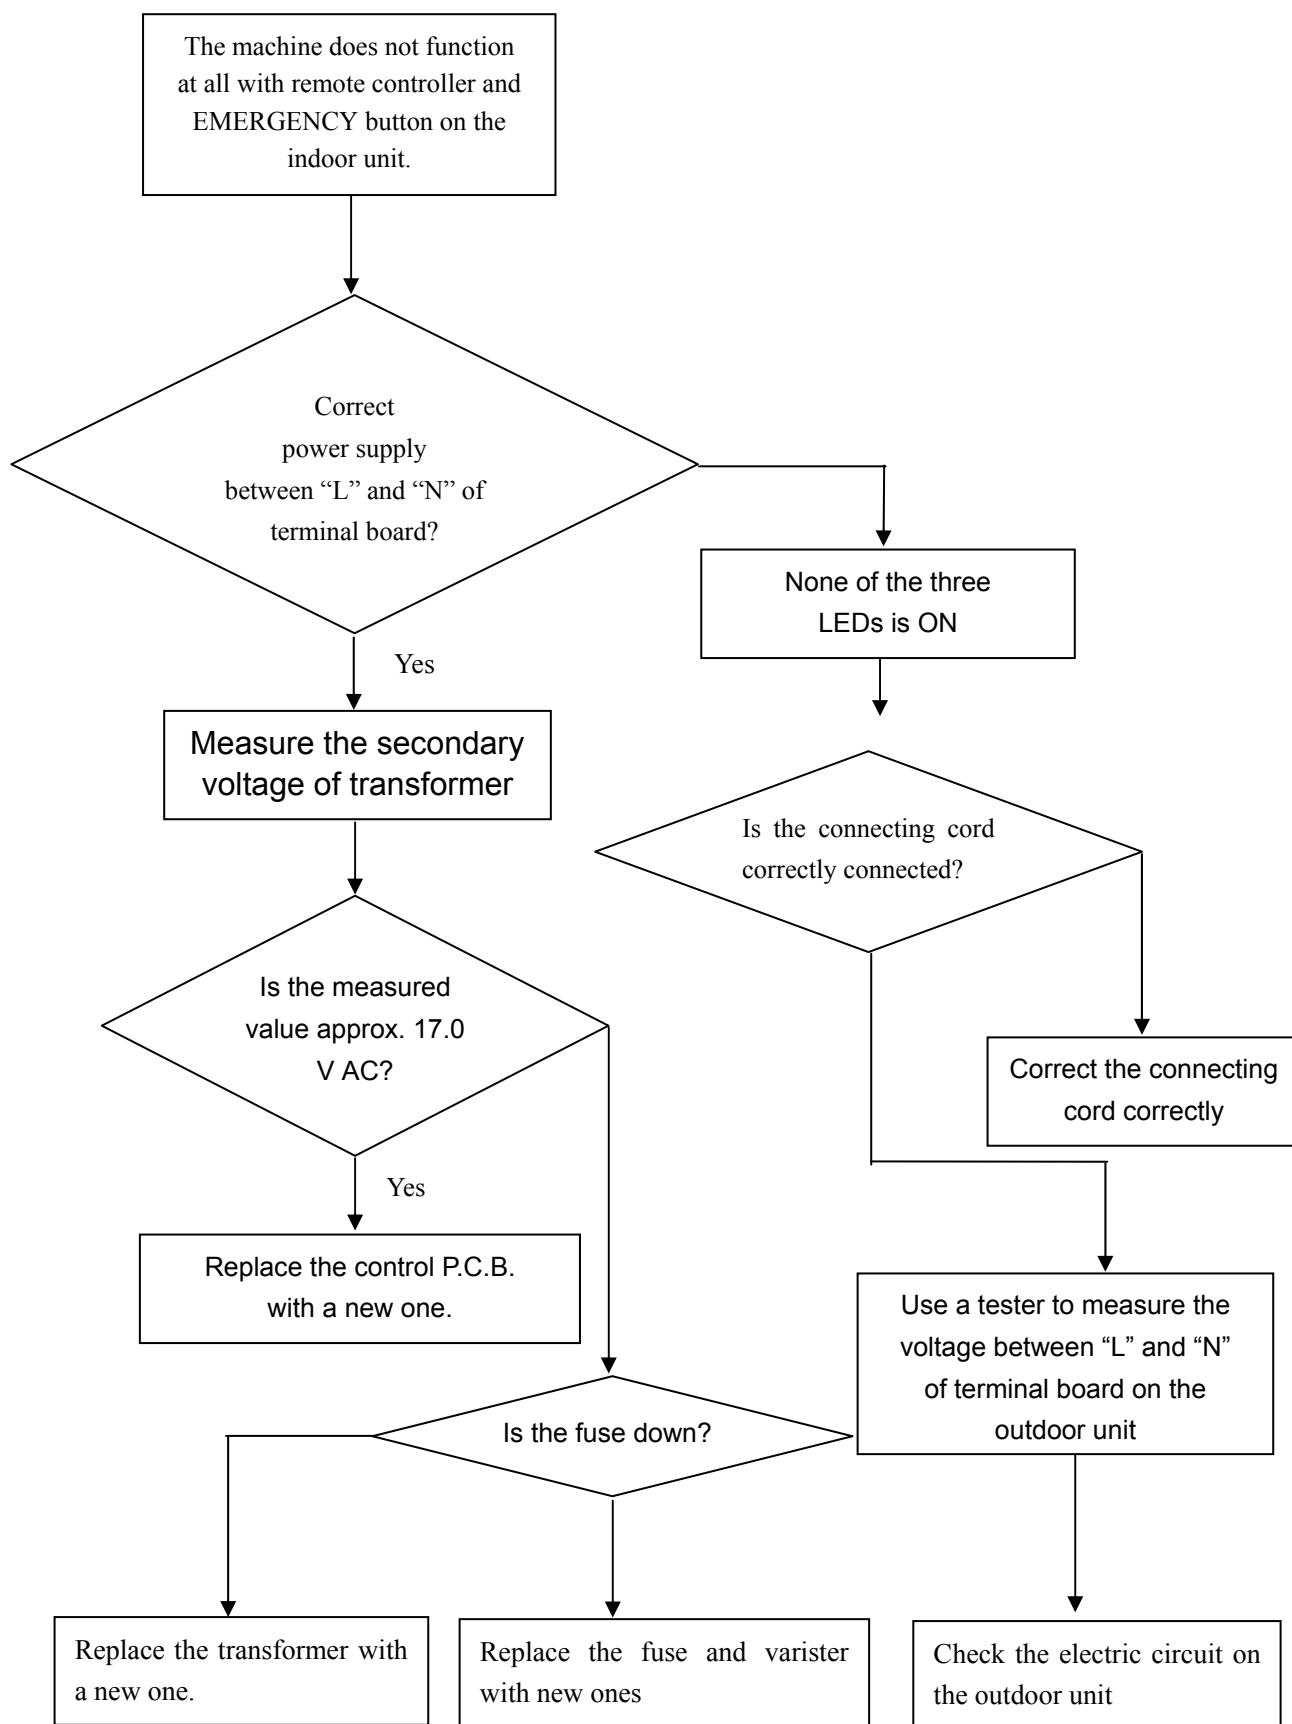 The machine does not function
at all with remote controller and
EMERGENCY button on the
indoor unit.
Correct
power supply
between “L” and “N” of
terminal board?
None of the three
LEDs is ON
Yes
Measure the secondary
voltage of transformer
Is the connecting cord
correctly connected?
Is the measured
value approx. 17.0
V AC?
Correct the connecting
cord correctly
Yes
Replace the control P.C.B.
with a new one.
Use a tester to measure the
voltage between “L” and “N”
of terminal board on the
outdoor unit
Is the fuse down?
Replace the transformer with
a new one.
Replace the fuse and varister
with new ones
Check the electric circuit on
the outdoor unit